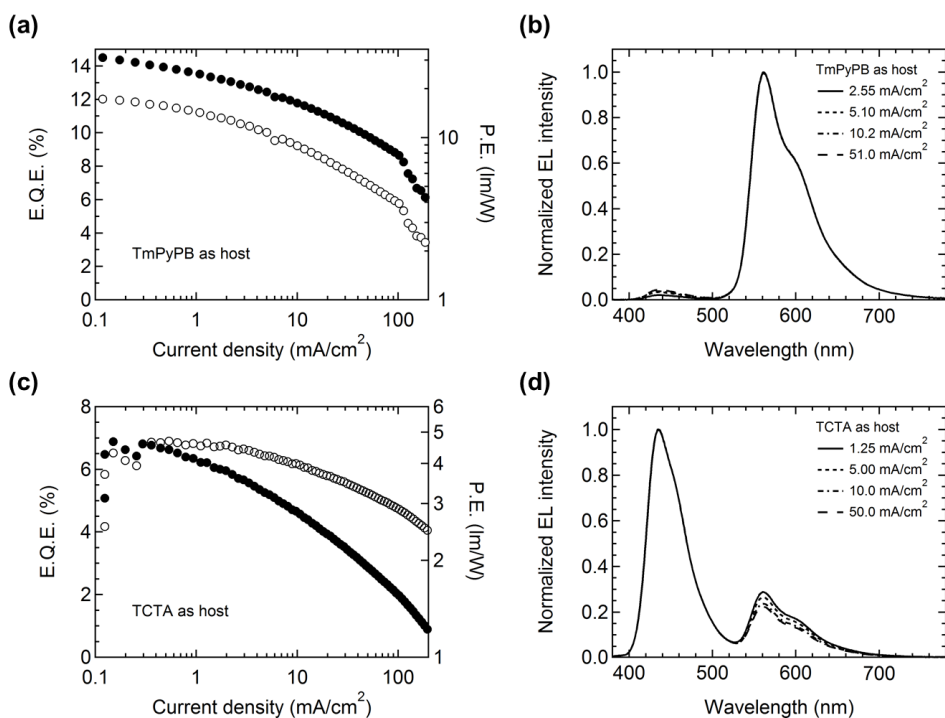 (a)
14
12
10
8
6
4
2
0
E.Q.E. (%)
10
1
P.E. (lm/W)
TmPyPB as host
0.1
1
10
100
Current density (mA/cm²)
(b)
1.0
0.8
0.6
0.4
0.2
0.0
Normalized EL intensity
TmPyPB as host
2.55 mA/cm²
5.10 mA/cm²
10.2 mA/cm²
51.0 mA/cm²
400
500
600
700
Wavelength (nm)
(c)
8
6
4
2
0
E.Q.E. (%)
6
5
4
3
2
1
P.E. (lm/W)
TCTA as host
0.1
1
10
100
Current density (mA/cm²)
(d)
1.0
0.8
0.6
0.4
0.2
0.0
Normalized EL intensity
TCTA as host
1.25 mA/cm²
5.00 mA/cm²
10.0 mA/cm²
50.0 mA/cm²
400
500
600
700
Wavelength (nm)